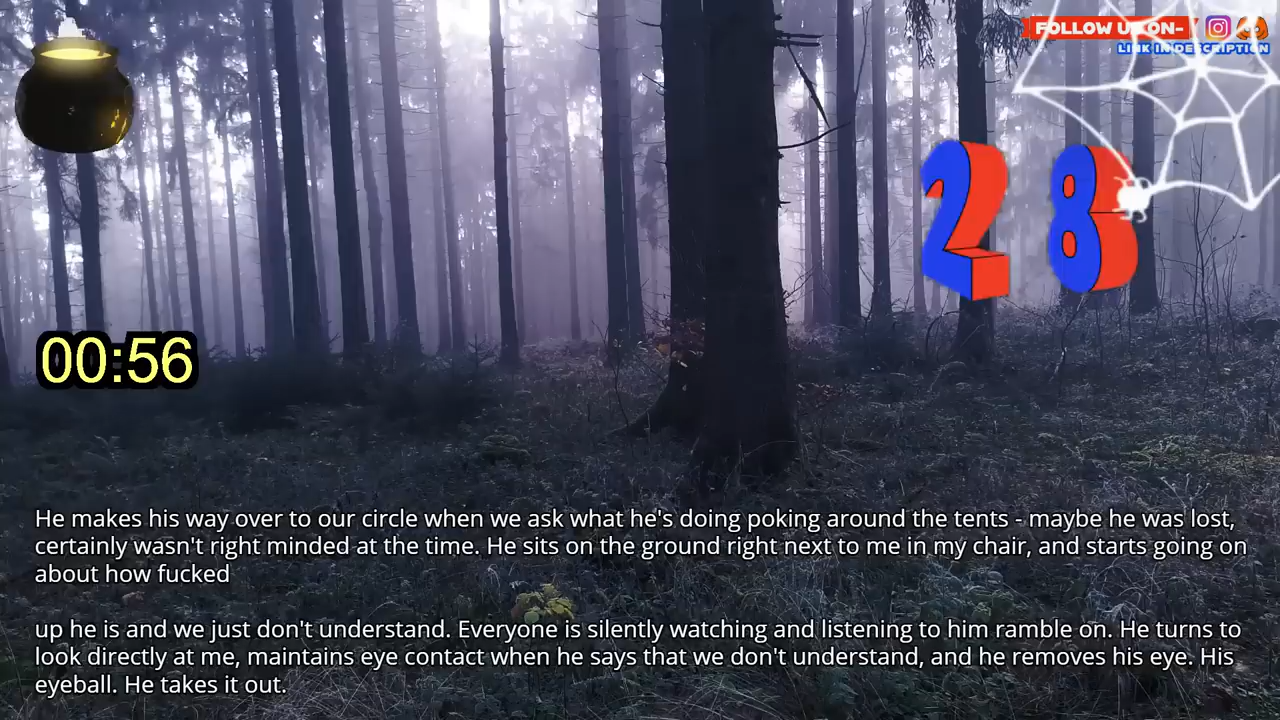 FOLLOW US ON-
LINK IN DESCRIPTION
28
00:56
He makes his way over to our circle when we ask what he's doing poking around the tents - maybe he was lost,
certainly wasn't right minded at the time. He sits on the ground right next to me in my chair, and starts going on
about how fucked
up he is and we just don't understand. Everyone is silently watching and listening to him ramble on. He turns to
look directly at me, maintains eye contact when he says that we don't understand, and he removes his eye. His
eyeball. He takes it out.